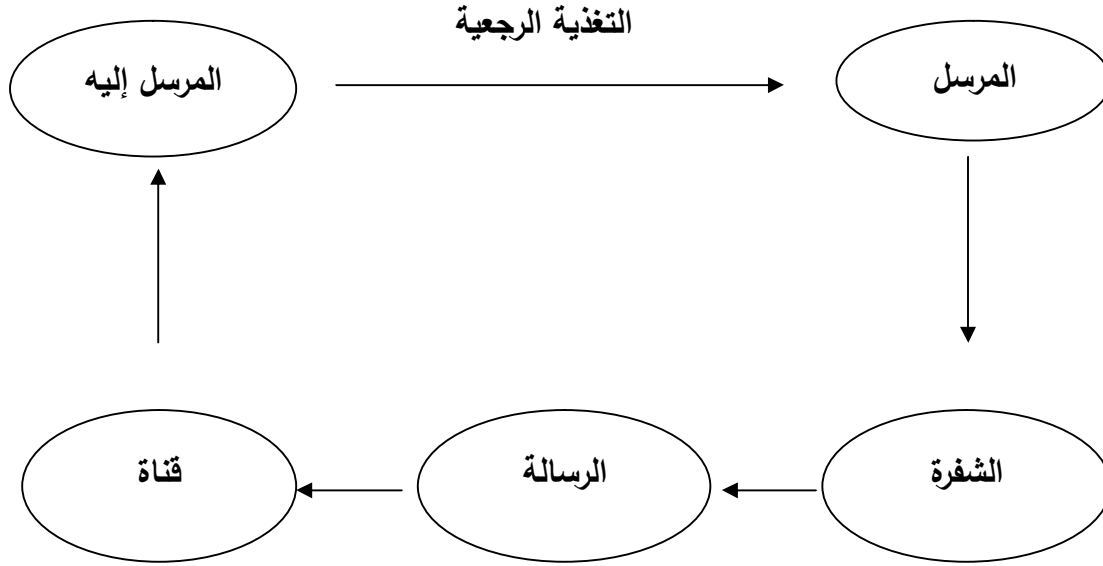 التغذية الرجعية
المرسل
المرسل إليه
الشفرة
الرسالة
قناة